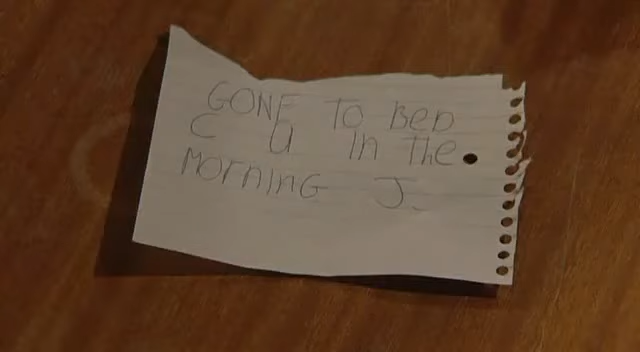 GONE TO BED
C U IN THe
MORNING J.